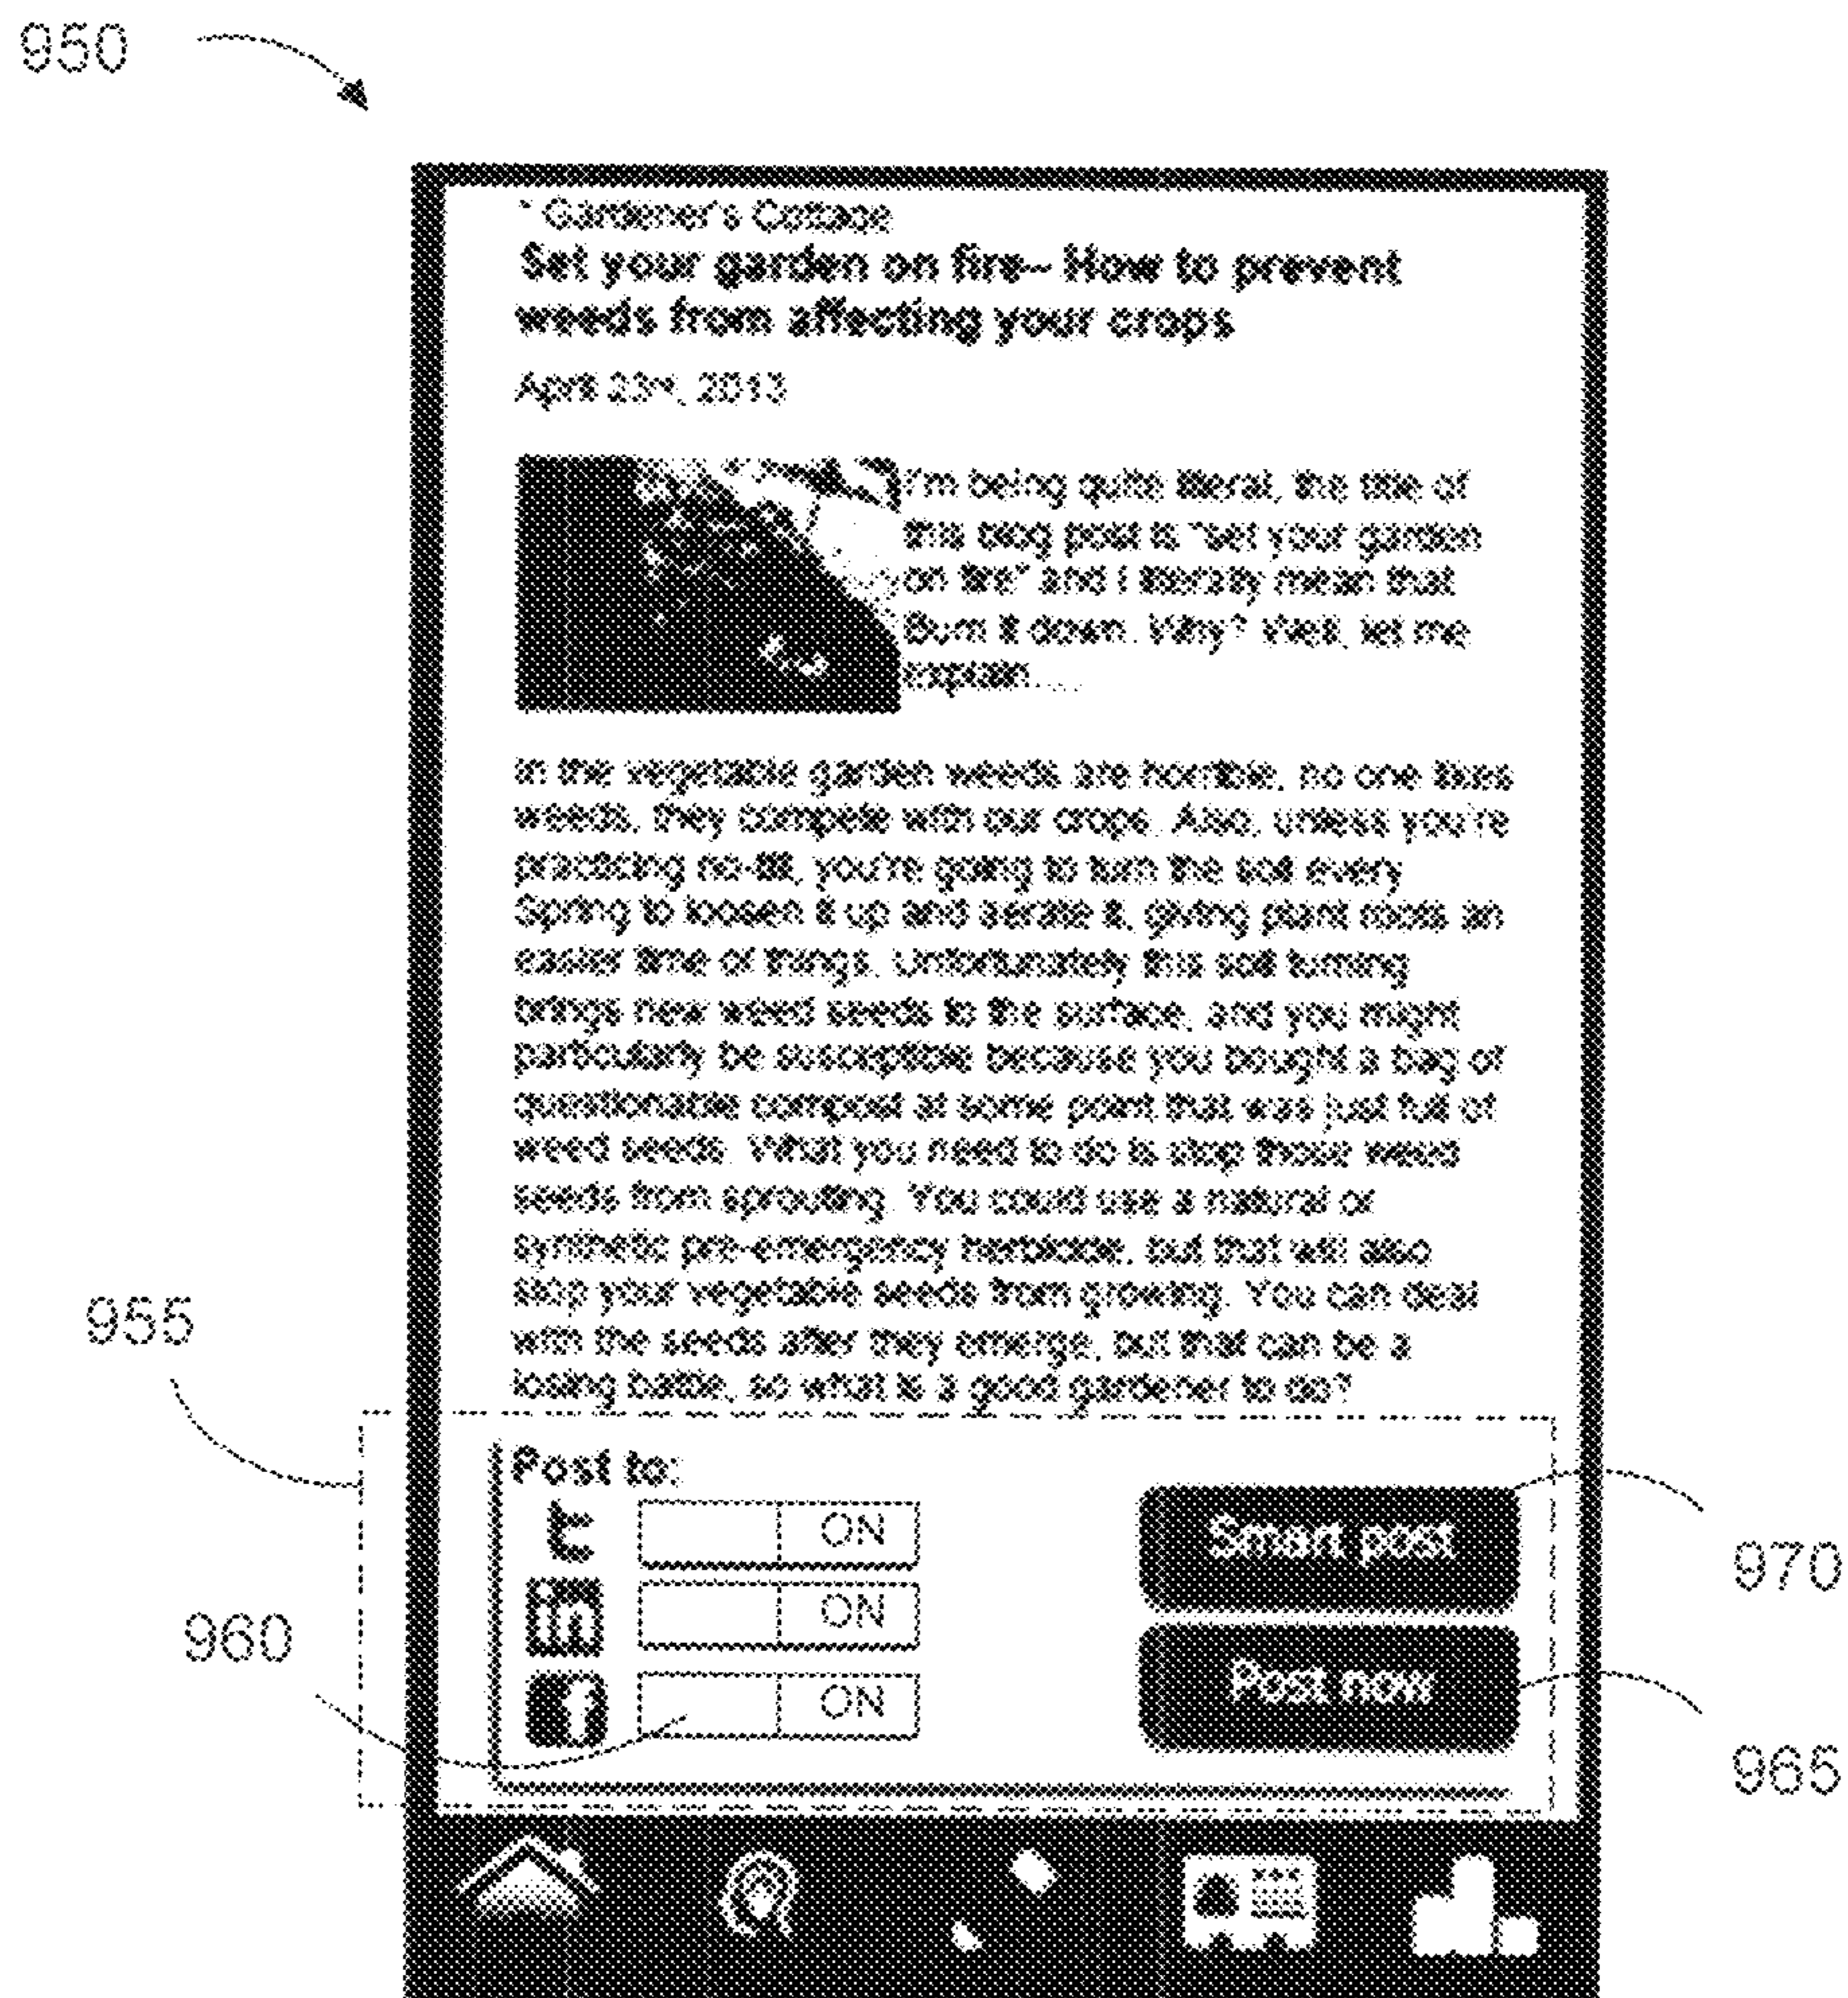 950
Gardener's Cottage
Set your garden on fire– How to prevent
weeds from affecting your crops
April 23rd, 2013
I'm being quite literal, the title of
this blog post is "set your garden
on fire" and I literally mean that
Burn it down. Why? Well, let me
explain.....
In the vegetable garden weeds are horrible, no one likes
weeds, they compete with our crops. Also, unless you're
practicing no-till, you're going to turn the soil every
Spring to loosen it up and aerate it, giving plant roots an
easier time of things. Unfortunately this soil turning
brings new weed seeds to the surface, and you might
particularly be susceptible because you bought a bag of
questionable compost at some point that was just full of
weed seeds. What you need to do is stop those weed
seeds from sprouting. You could use a natural or
synthetic pre-emergency herbicide, but that will also
stop your vegetable seeds from growing. You can deal
with the seeds after they emerge, but that can be a
losing battle, so what is a good gardener to do?
955
Post to:
t ON
in ON
f ON
Smart post
Post now
960
970
965